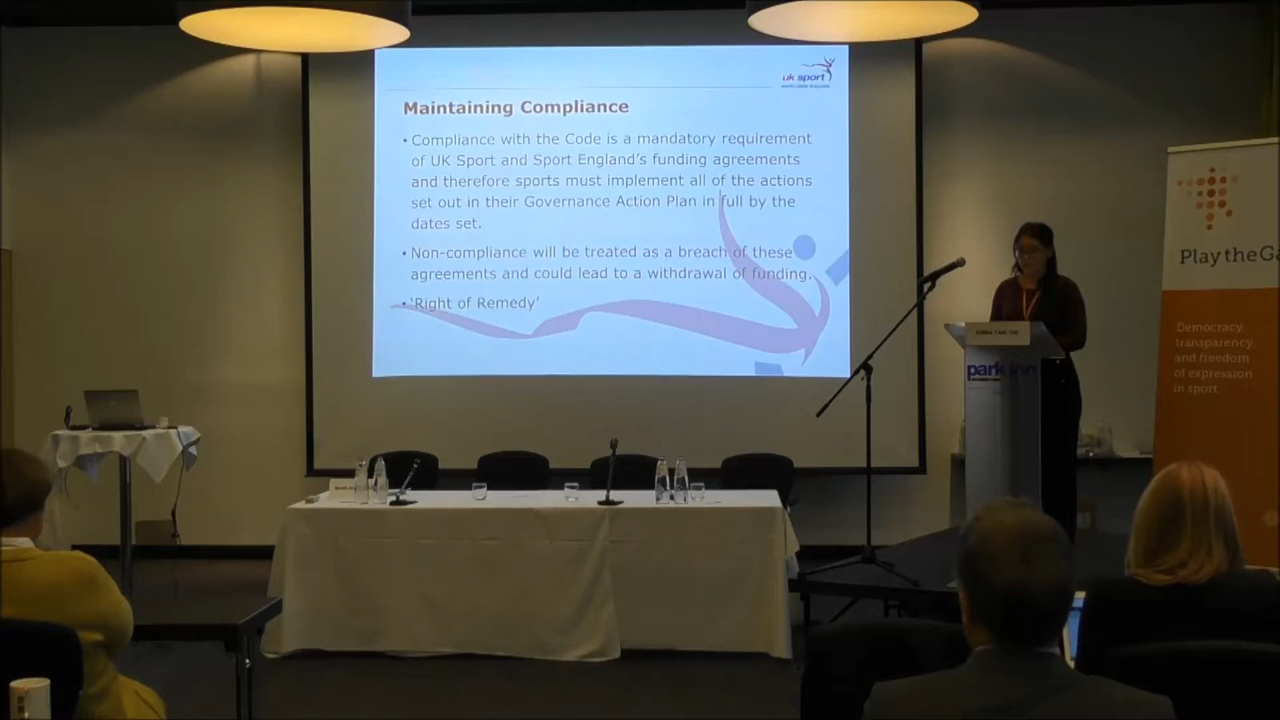 uk sport
Maintaining Compliance
• Compliance with the Code is a mandatory requirement
of UK Sport and Sport England's funding agreements
and therefore sports must implement all of the actions
set out in their Governance Action Plan in full by the
dates set.
• Non-compliance will be treated as a breach of these
agreements and could lead to a withdrawal of funding.
• 'Right of Remedy'
park inn
Play the Ga
Democracy,
transparency,
and freedom
of expression
in sport